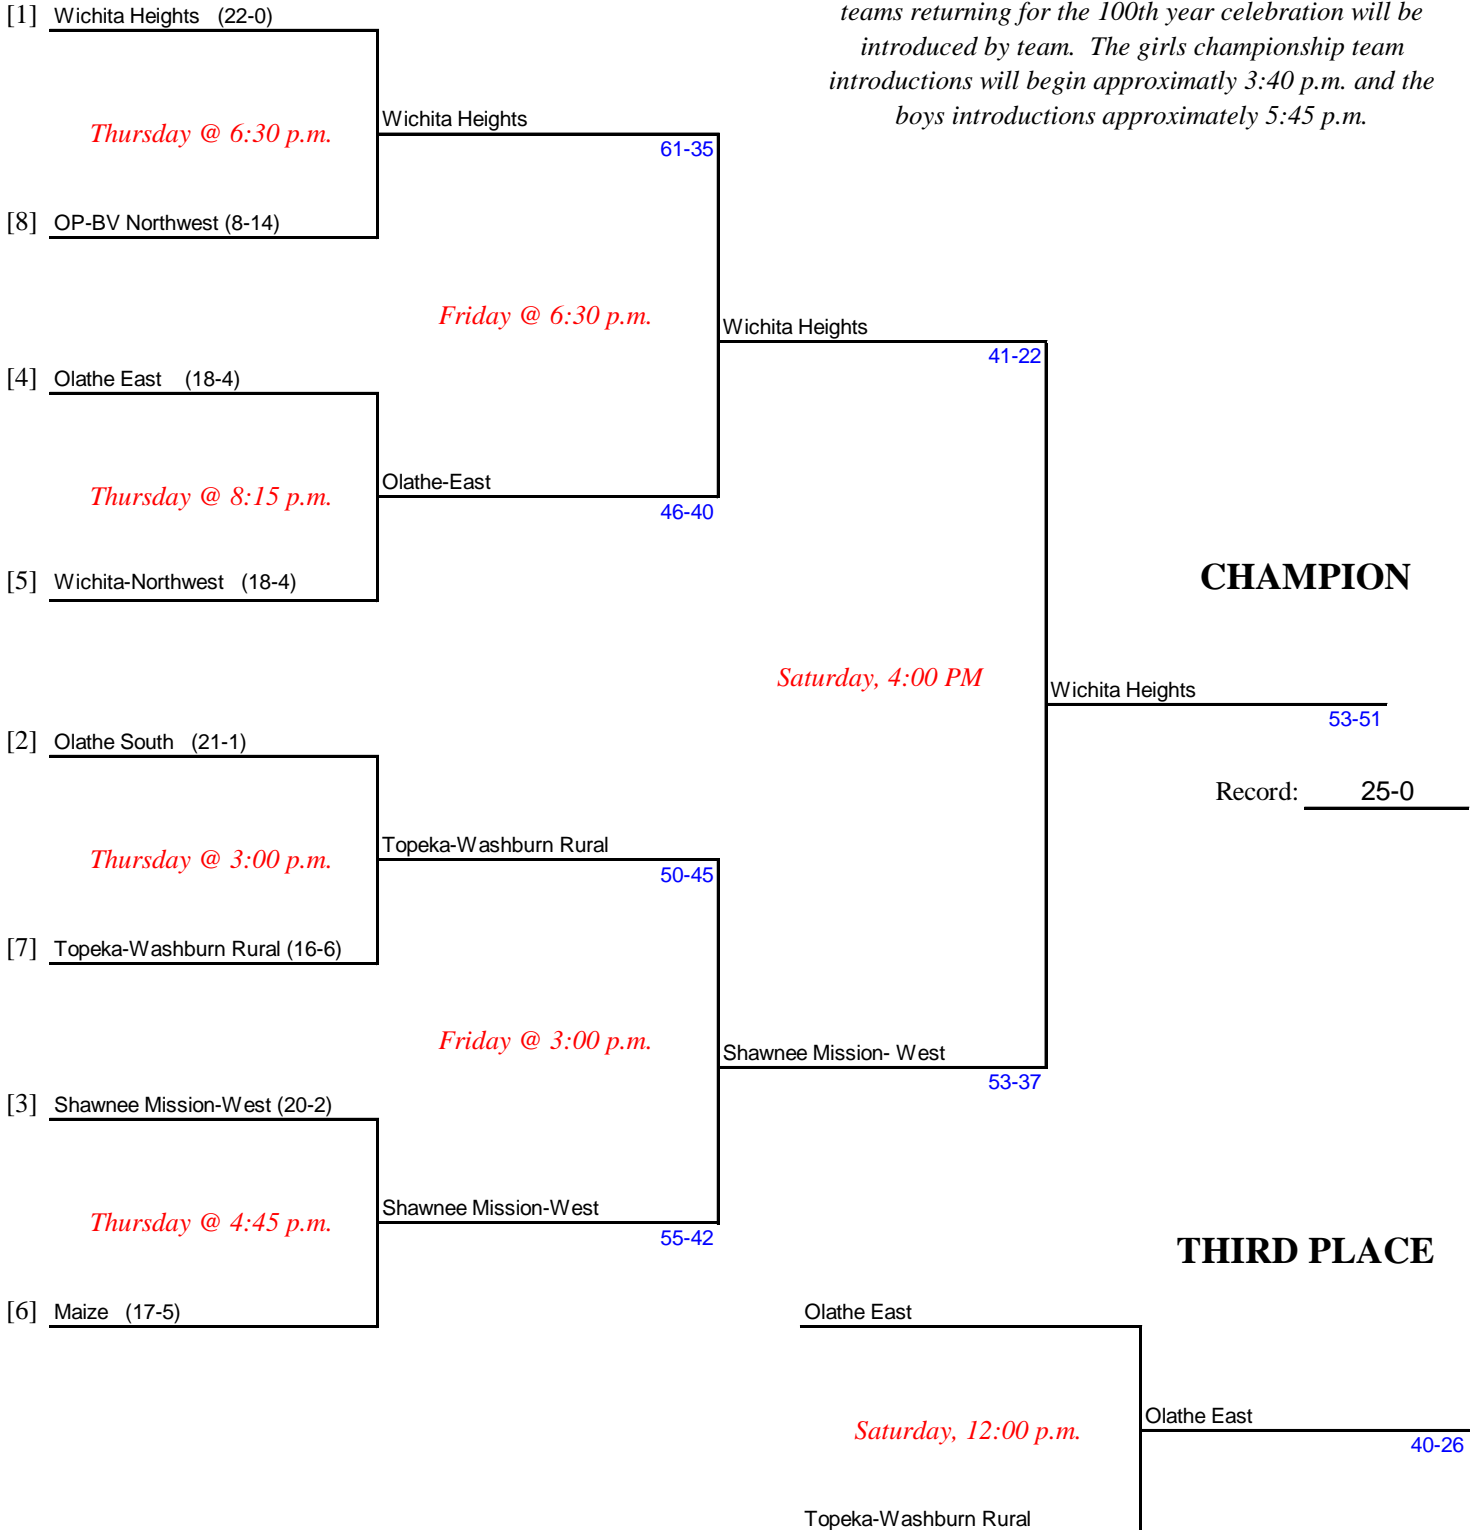 [1] Wichita Heights (22-0)
teams returning for the 100th year celebration will be
introduced by team. The girls championship team
introductions will begin approximatly 3:40 p.m. and the
boys introductions approximately 5:45 p.m.
Wichita Heights
Thursday @ 6:30 p.m.
61-35
[8] OP-BV Northwest (8-14)
Friday @ 6:30 p.m.
Wichita Heights
41-22
[4] Olathe East (18-4)
Olathe-East
Thursday @ 8:15 p.m.
46-40
[5] Wichita-Northwest (18-4)
CHAMPION
Saturday, 4:00 PM
Wichita Heights
53-51
[2] Olathe South (21-1)
Record: 25-0
Topeka-Washburn Rural
Thursday @ 3:00 p.m.
50-45
[7] Topeka-Washburn Rural (16-6)
Friday @ 3:00 p.m.
Shawnee Mission- West
53-37
[3] Shawnee Mission-West (20-2)
Shawnee Mission-West
Thursday @ 4:45 p.m.
55-42
THIRD PLACE
[6] Maize (17-5)
Olathe East
Olathe East
Saturday, 12:00 p.m.
40-26
Topeka-Washburn Rural